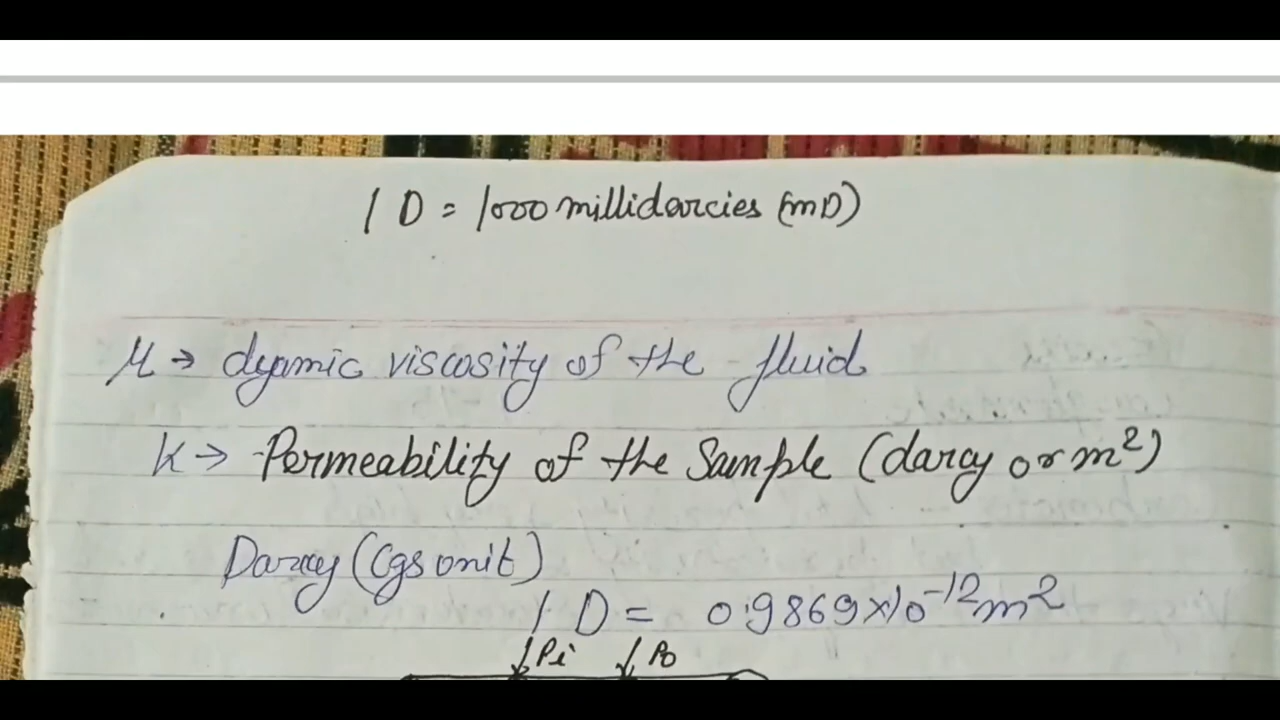 1 D = 1000 millidarcies (mD)
μ → dyamic viscosity of the fluid
K → Permeability of the Sample (darcy or m²)
Darcy (Cgs unit)
1 D = 0.9869 x 10⁻¹² m²
↓ Pi ↓ Po